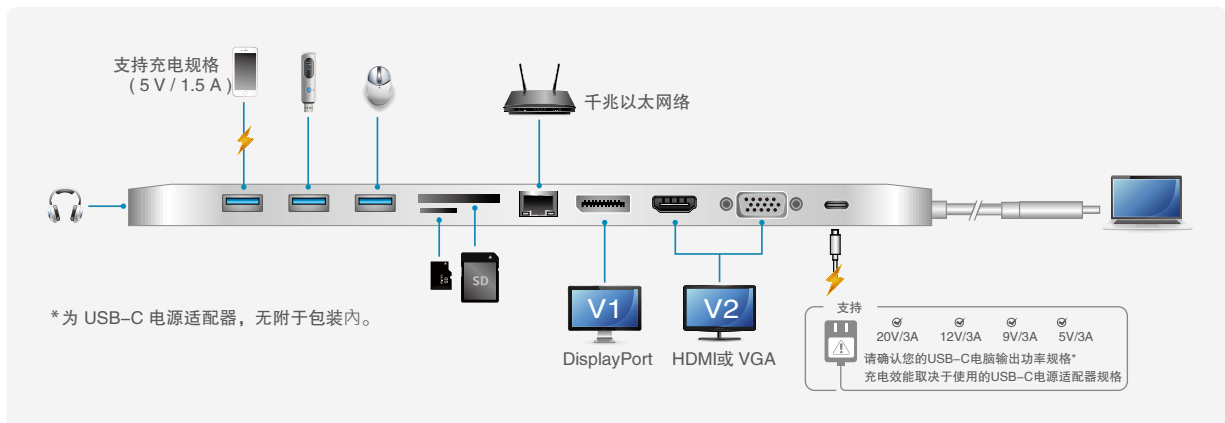 支持充电规格
( 5 V / 1.5 A )
千兆以太网络
SD
V1
V2
DisplayPort
HDMI或 VGA
*为 USB-C 电源适配器，无附于包装內。
支持
20V/3A 12V/3A 9V/3A 5V/3A
请确认您的USB-C电脑输出功率规格*
充电效能取决于使用的USB-C电源适配器规格